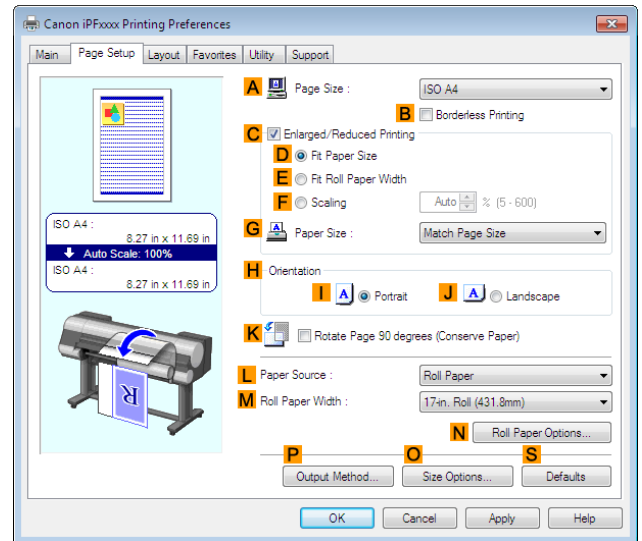 Canon iPFxxxx Printing Preferences
Main Page Setup Layout Favorites Utility Support
A Page Size : ISO A4
B Borderless Printing
C Enlarged/Reduced Printing
D Fit Paper Size
E Fit Roll Paper Width
F Scaling Auto % (5 - 600)
ISO A4 :
8.27 in x 11.69 in
Auto Scale: 100%
ISO A4 :
8.27 in x 11.69 in
G A Paper Size : Match Page Size
H Orientation
I A Portrait J A Landscape
K Rotate Page 90 degrees (Conserve Paper)
R
L Paper Source : Roll Paper
M Roll Paper Width : 17-in. Roll (431.8mm)
N Roll Paper Options...
P O S
Output Method... Size Options... Defaults
OK Cancel Apply Help